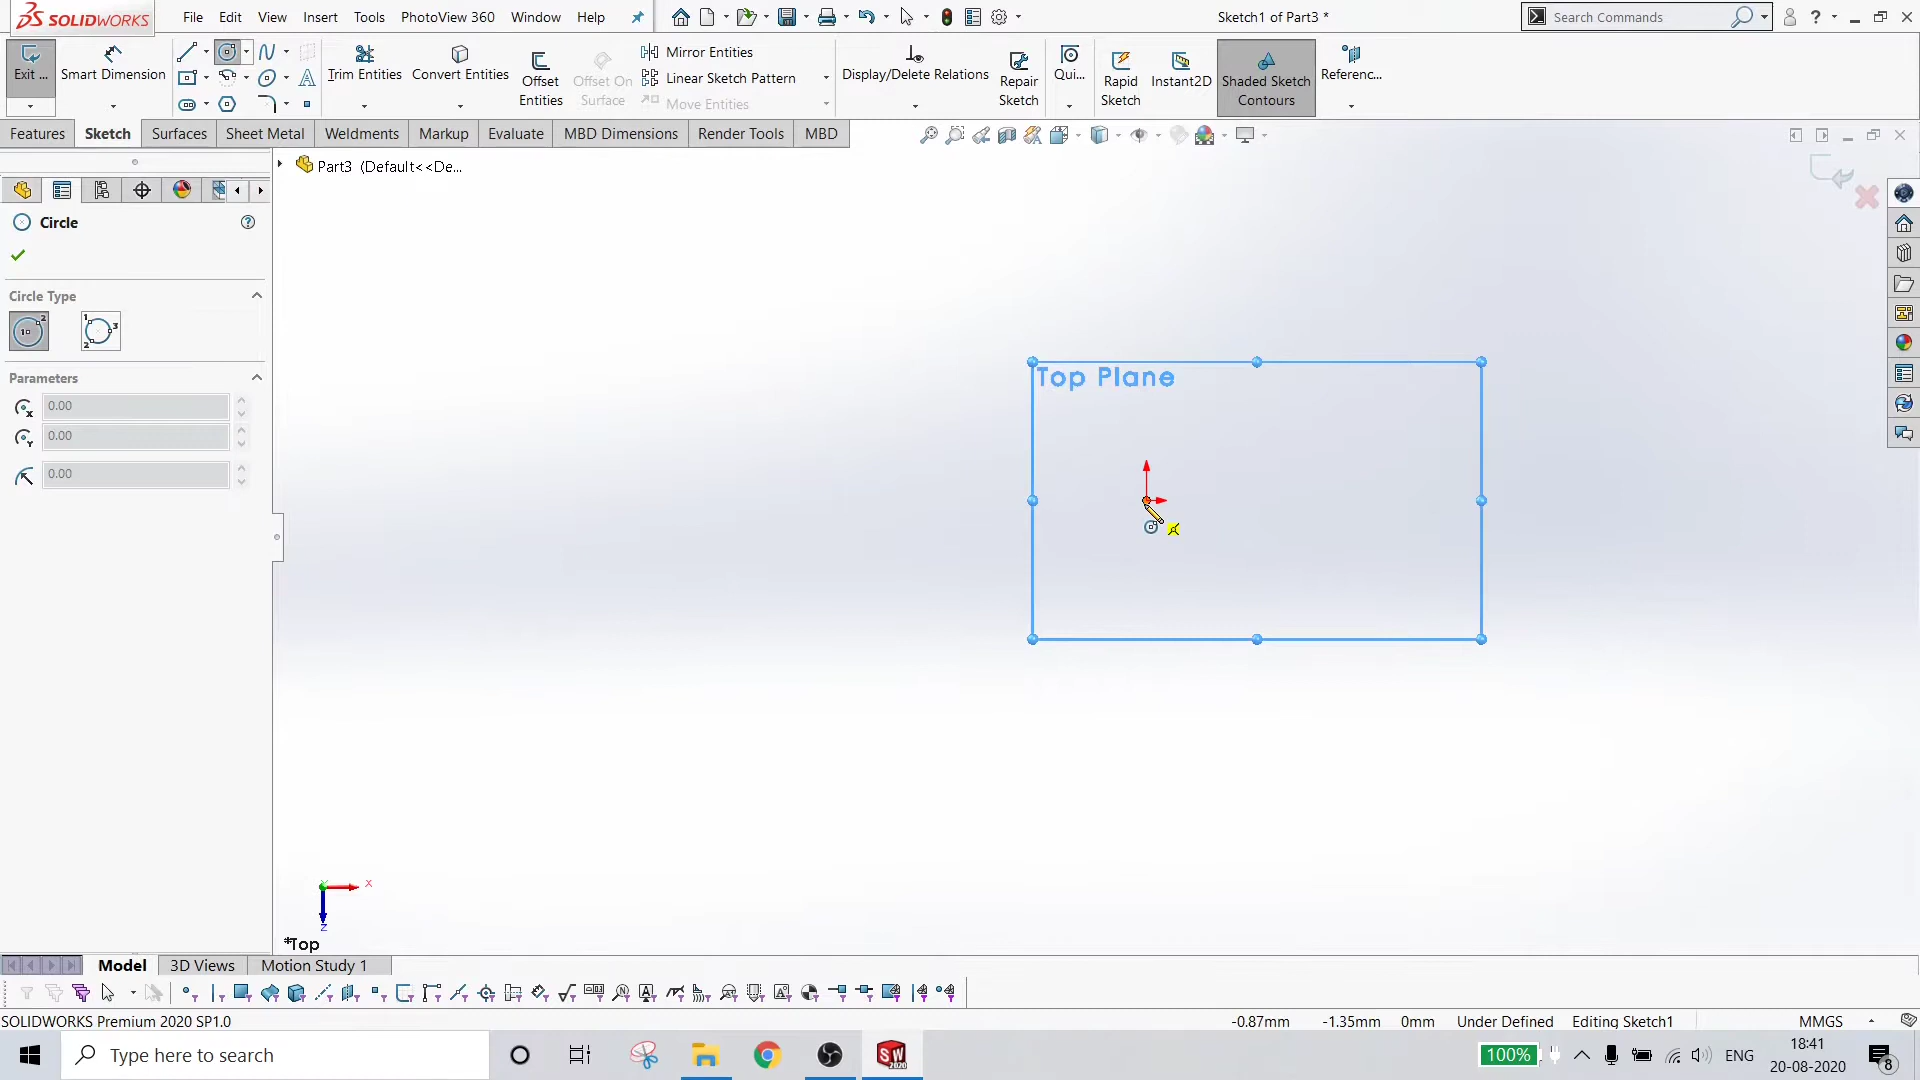 SOLIDWORKS File Edit View Insert Tools PhotoView 360 Window Help Sketch1 of Part3 * Search Commands ?
Exit ... Smart Dimension Trim Entities Convert Entities Offset Entities Offset On Surface Mirror Entities Linear Sketch Pattern Move Entities Display/Delete Relations Repair Sketch Qui... Rapid Sketch Instant2D Shaded Sketch Contours Referenc...
Features Sketch Surfaces Sheet Metal Weldments Markup Evaluate MBD Dimensions Render Tools MBD
Part3 (Default<<De...
Circle
Circle Type
Parameters
0.00
0.00
0.00
Top Plane
x
z
*Top
Model 3D Views Motion Study 1
SOLIDWORKS Premium 2020 SP1.0 -0.87mm -1.35mm 0mm Under Defined Editing Sketch1 MMGS
Type here to search 100% ENG 18:41
20-08-2020 8